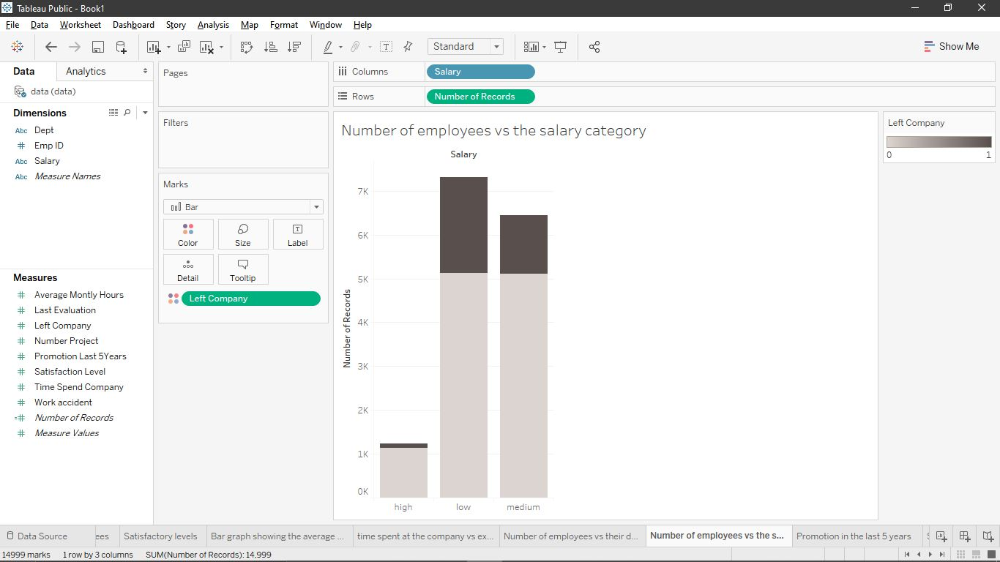 Tableau Public - Book1
File Data Worksheet Dashboard Story Analysis Map Format Window Help
Standard
Show Me
Data Analytics
data (data)
Dimensions
Abc Dept
Emp ID
Abc Salary
Abc Measure Names
Measures
Average Montly Hours
Last Evaluation
Left Company
Number Project
Promotion Last 5Years
Satisfaction Level
Time Spend Company
Work accident
Number of Records
Measure Values
Pages
Filters
Marks
Bar
Color Size Label
Detail Tooltip
Left Company
Columns Salary
Rows Number of Records
Number of employees vs the salary category
Salary
Number of Records
7K
6K
5K
4K
3K
2K
1K
0K
high low medium
Left Company
0 1
Data Source ees Satisfactory levels Bar graph showing the average ... time spent at the company vs ex... Number of employees vs their d... Number of employees vs the s... Promotion in the last 5 years
14999 marks 1 row by 3 columns SUM(Number of Records): 14,999